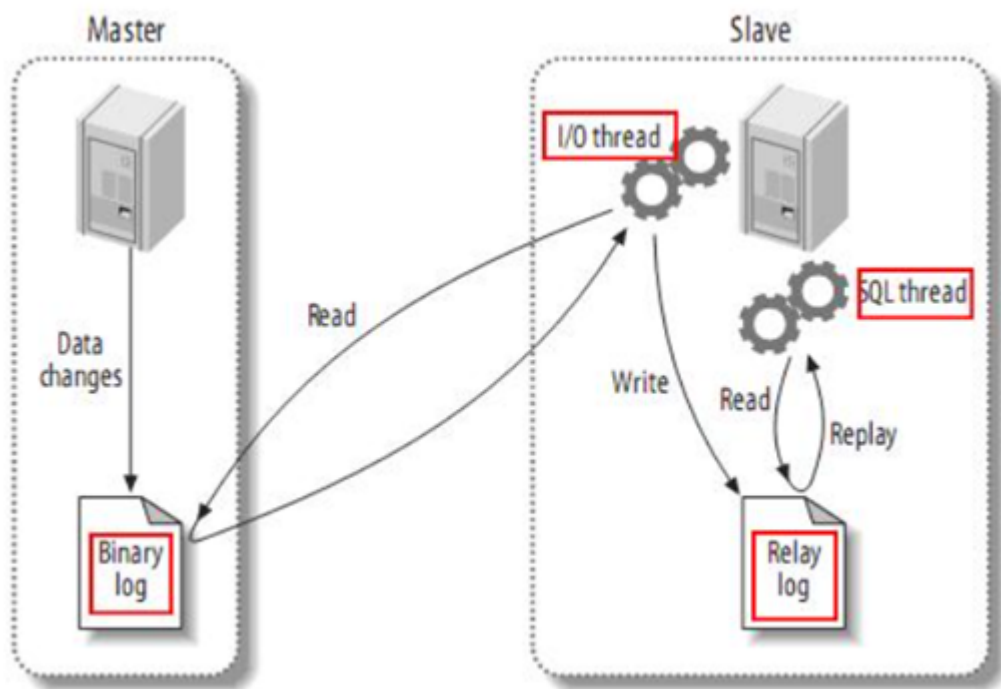 Master
Slave
I/O thread
SQL thread
Read
Data
changes
Write
Read
Replay
Binary
log
Relay
log